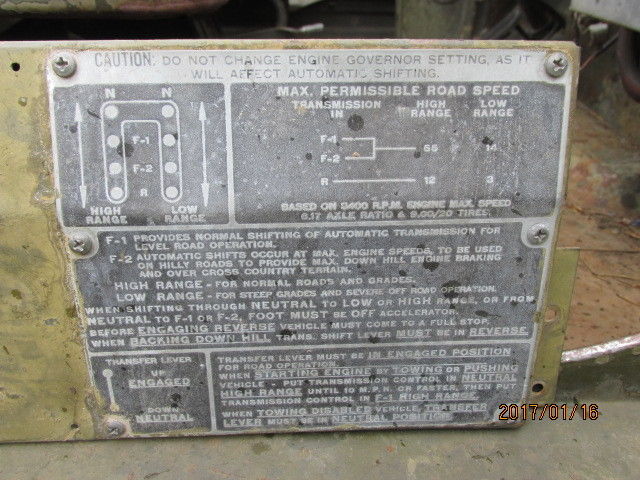 CAUTION: DO NOT CHANGE ENGINE GOVERNOR SETTING, AS IT
WILL AFFECT AUTOMATIC SHIFTING.
N N
F-1
F-2
R
HIGH RANGE
LOW RANGE
MAX. PERMISSIBLE ROAD SPEED
TRANSMISSION IN
HIGH RANGE
LOW RANGE
F-1
F-2
14
R 12 3
BASED ON 3400 R.P.M. ENGINE MAX. SPEED
6.17 AXLE RATIO & 9.00/20 TIRES.
F-1 PROVIDES NORMAL SHIFTING OF AUTOMATIC TRANSMISSION FOR
LEVEL ROAD OPERATION.
F-2 AUTOMATIC SHIFTS OCCUR AT MAX. ENGINE SPEEDS, TO BE USED
ON HILLY ROADS TO PROVIDE MAX. DOWN HILL ENGINE BRAKING
AND OVER CROSS COUNTRY TERRAIN.
HIGH RANGE - FOR NORMAL ROADS AND GRADES.
LOW RANGE - FOR STEEP GRADES AND SEVERE OFF ROAD OPERATION.
WHEN SHIFTING THROUGH NEUTRAL TO LOW OR HIGH RANGE, OR FROM
NEUTRAL TO F-1 OR F-2, FOOT MUST BE OFF ACCELERATOR.
BEFORE ENGAGING REVERSE VEHICLE MUST COME TO A FULL STOP.
WHEN BACKING DOWN HILL TRANS. SHIFT LEVER MUST BE IN REVERSE.
TRANSFER LEVER
UP
ENGAGED
DOWN
NEUTRAL
TRANSFER LEVER MUST BE IN ENGAGED POSITION
FOR ROAD OPERATION.
WHEN STARTING ENGINE BY TOWING OR PUSHING
VEHICLE - PUT TRANSMISSION CONTROL IN NEUTRAL
HIGH RANGE UNTIL 10 M.P.H. OR FASTER, PUT
TRANSMISSION CONTROL IN F-1 HIGH RANGE.
WHEN TOWING DISABLED VEHICLE, TRANSFER
LEVER MUST BE IN NEUTRAL POSITION.
2017/01/16